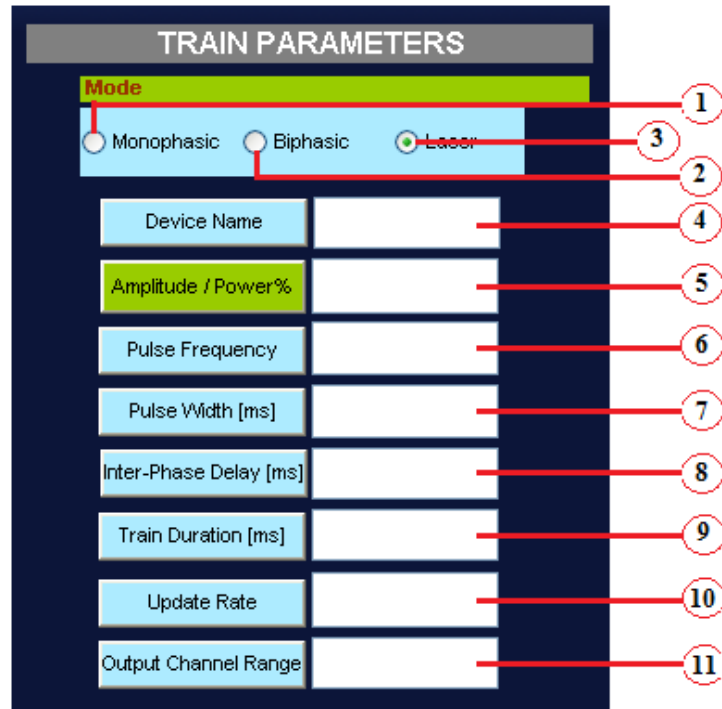 TRAIN PARAMETERS
Mode
1
Monophasic Biphasic Laser 3
2
Device Name 4
Amplitude / Power% 5
Pulse Frequency 6
Pulse Width [ms] 7
Inter-Phase Delay [ms] 8
Train Duration [ms] 9
Update Rate 10
Output Channel Range 11